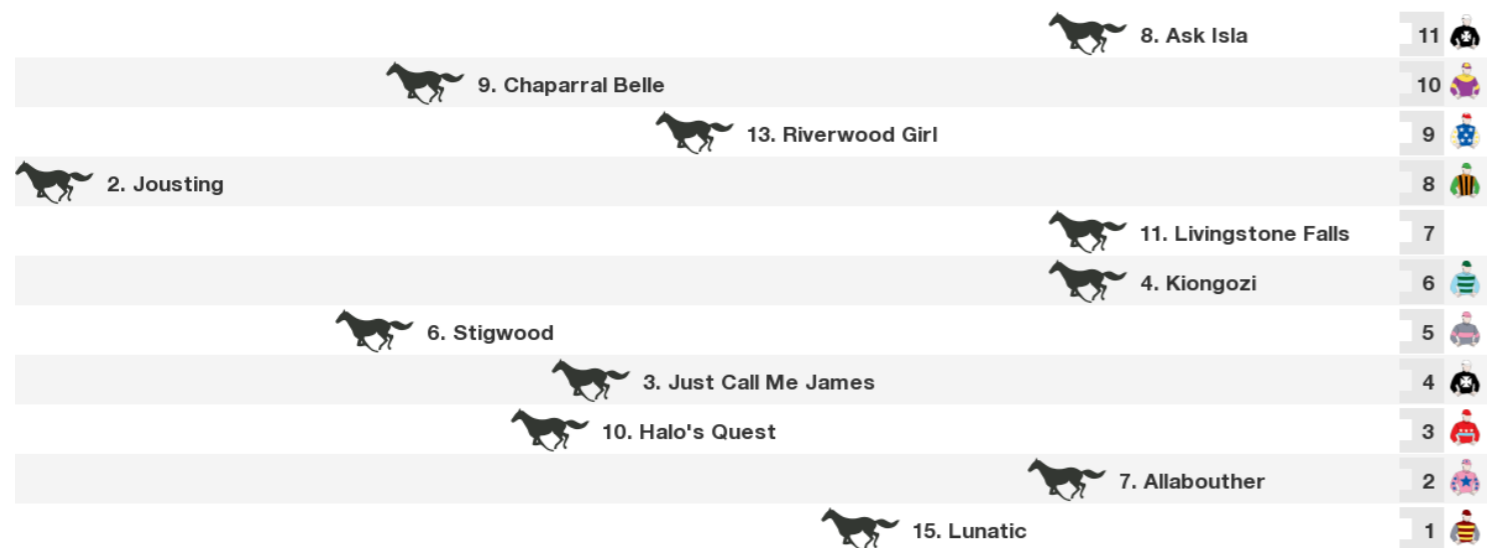 8. Ask Isla 11
9. Chaparral Belle 10
13. Riverwood Girl 9
2. Jousting 8
11. Livingstone Falls 7
4. Kiongozi 6
6. Stigwood 5
3. Just Call Me James 4
10. Halo's Quest 3
7. Allabouther 2
15. Lunatic 1